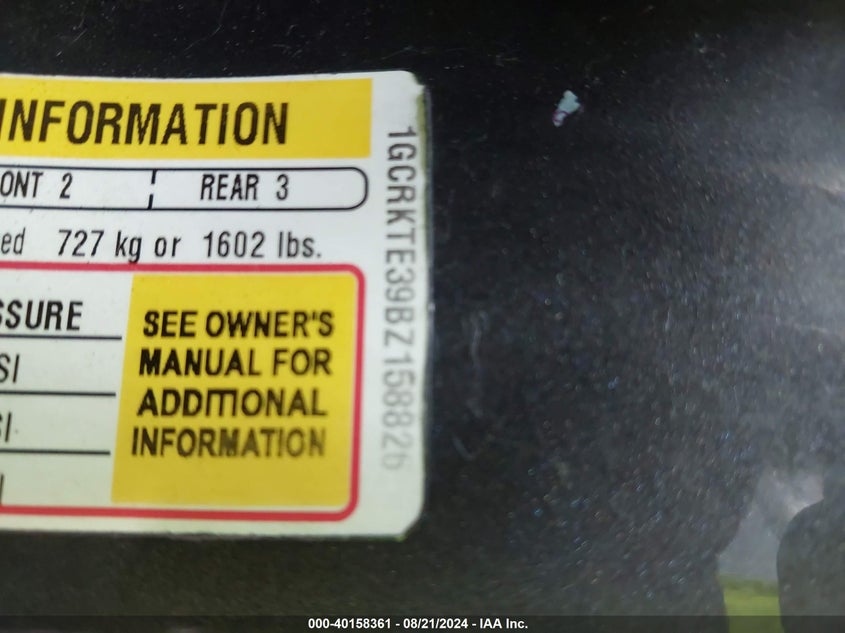 INFORMATION
ONT 2 REAR 3
ed 727 kg or 1602 lbs.
SSURE
SI
SI
I
SEE OWNER'S
MANUAL FOR
ADDITIONAL
INFORMATION
1GCRKTE39BZ158826
000-40158361 - 08/21/2024 - IAA Inc.